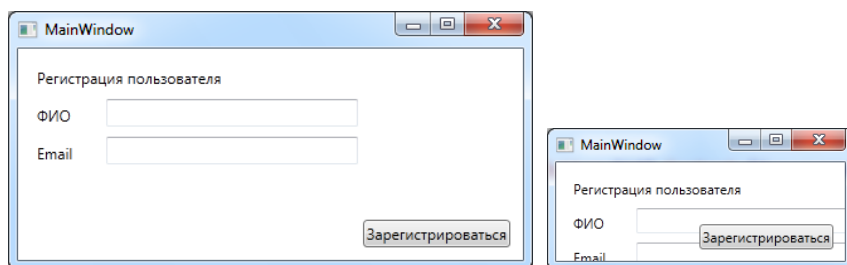 MainWindow
Регистрация пользователя
ФИО
Email
Зарегистрироваться
MainWindow
Регистрация пользователя
ФИО
Зарегистрироваться
Email